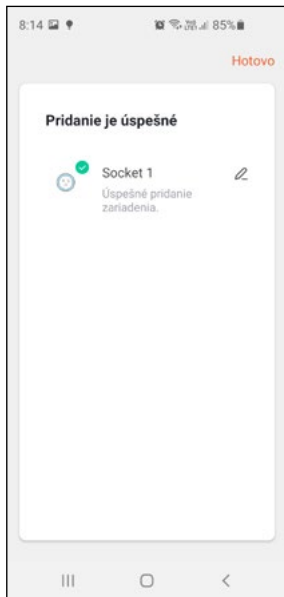 8:14 85%
Hotovo
Pridanie je úspešné
Socket 1
Úspešné pridanie
zariadenia.